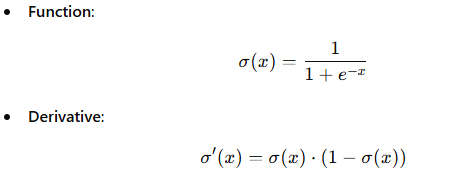 • Function:
σ(x) = 1 / (1 + e^{-x})
• Derivative:
σ'(x) = σ(x) · (1 − σ(x))